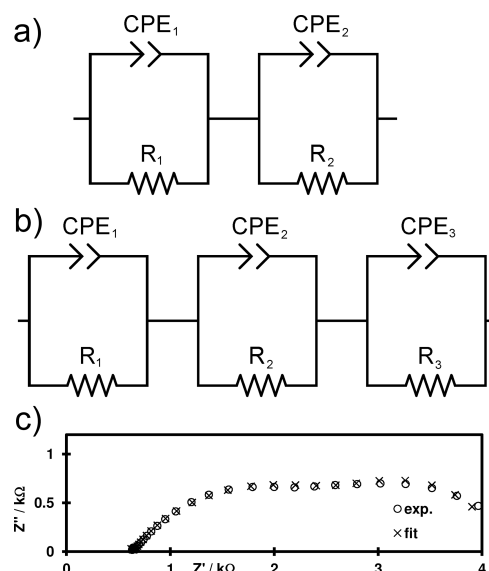 a)
CPE₁ CPE₂
R₁ R₂
b)
CPE₁ CPE₂ CPE₃
R₁ R₂ R₃
c)
Z'' / kΩ
1
0.5
0
exp.
fit
0 1 2 3 4
Z' / kΩ